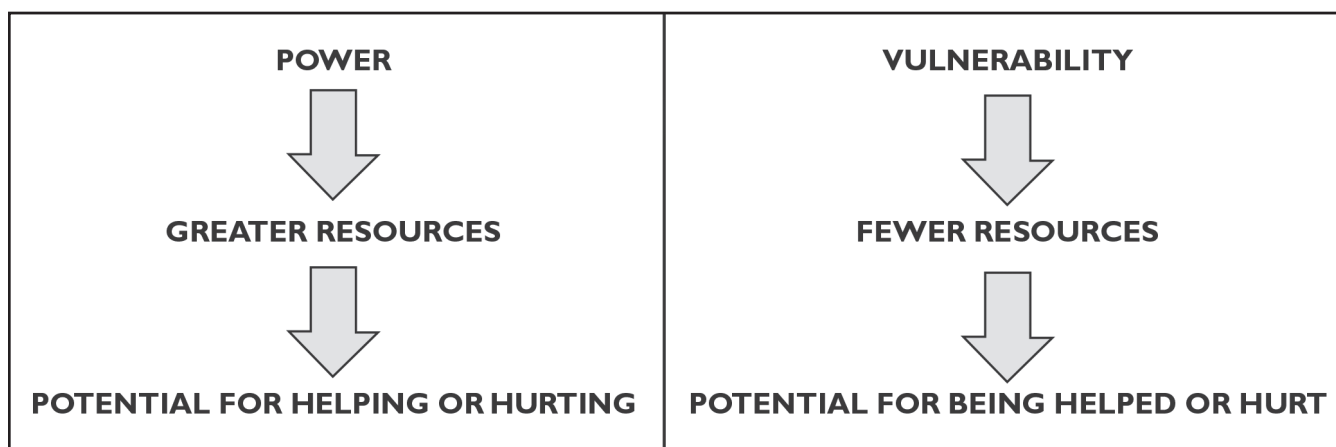 POWER
GREATER RESOURCES
POTENTIAL FOR HELPING OR HURTING
VULNERABILITY
FEWER RESOURCES
POTENTIAL FOR BEING HELPED OR HURT